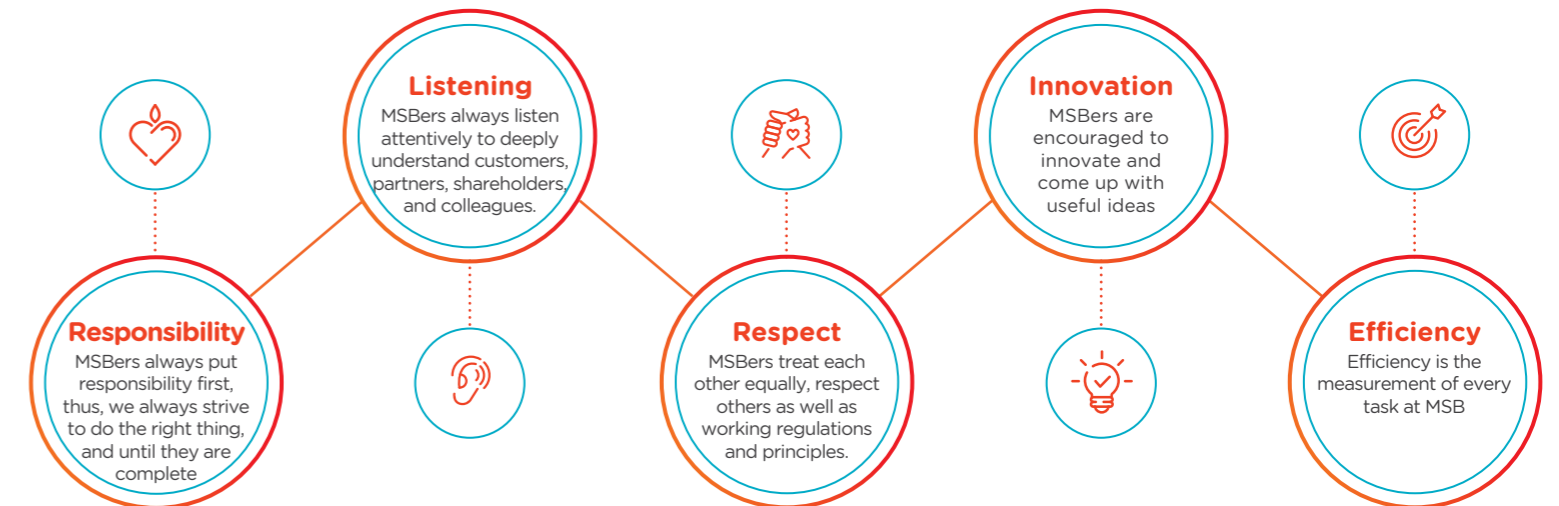 Responsibility
MSBers always put
responsibility first,
thus, we always strive
to do the right thing,
and until they are
complete
Listening
MSBers always listen
attentively to deeply
understand customers,
partners, shareholders,
and colleagues.
Respect
MSBers treat each
other equally, respect
others as well as
working regulations
and principles.
Innovation
MSBers are
encouraged to
innovate and
come up with
useful ideas
Efficiency
Efficiency is the
measurement of every
task at MSB